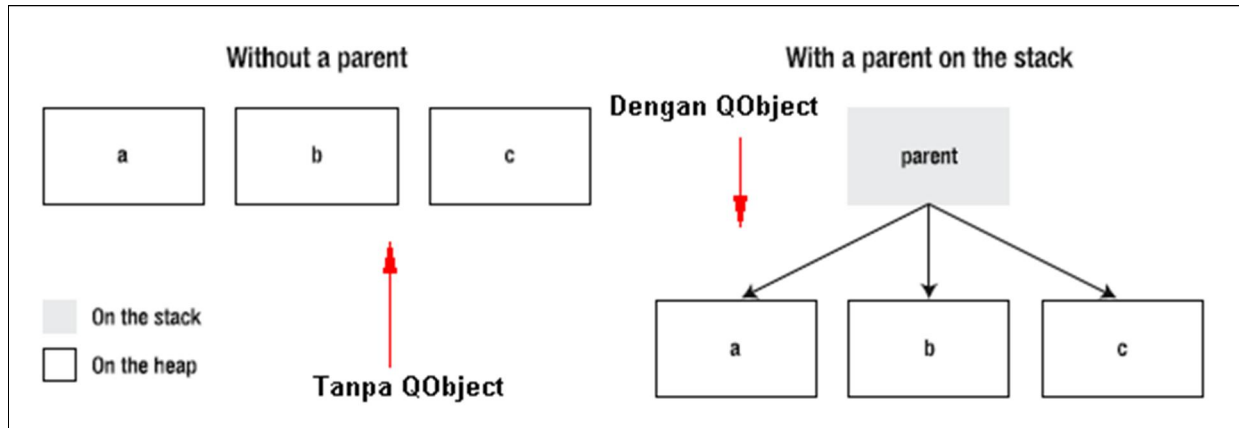 Without a parent
a
b
c
On the stack
On the heap
Tanpa QObject
With a parent on the stack
Dengan QObject
parent
a
b
c